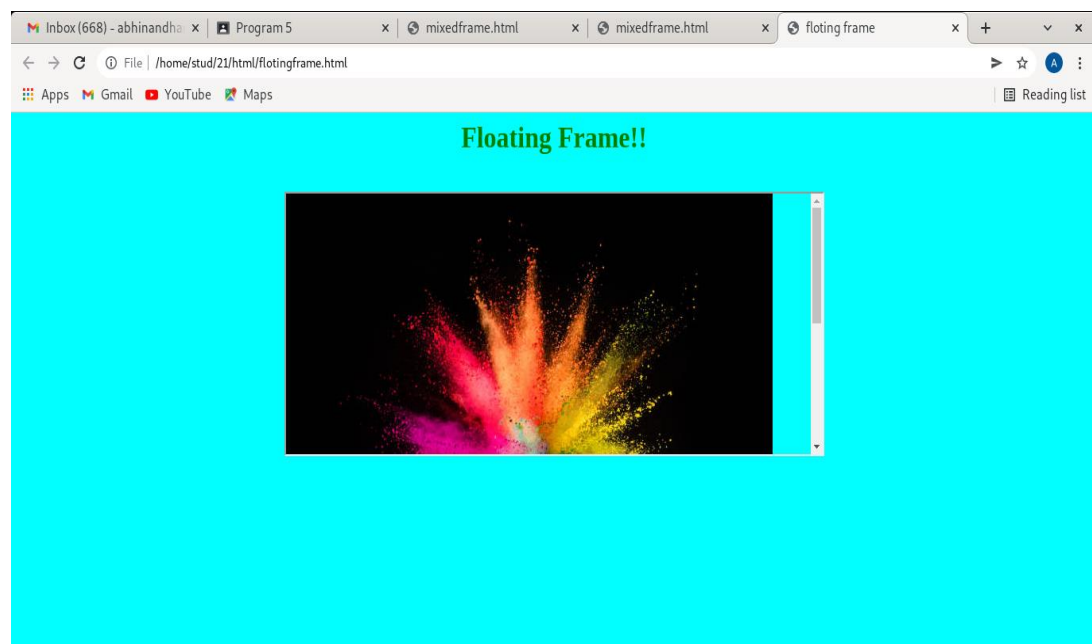 Inbox (668) - abhinandha
Program 5
mixedframe.html
mixedframe.html
floting frame
File | /home/stud/21/html/flotingframe.html
A
Apps
Gmail
YouTube
Maps
Reading list
Floating Frame!!